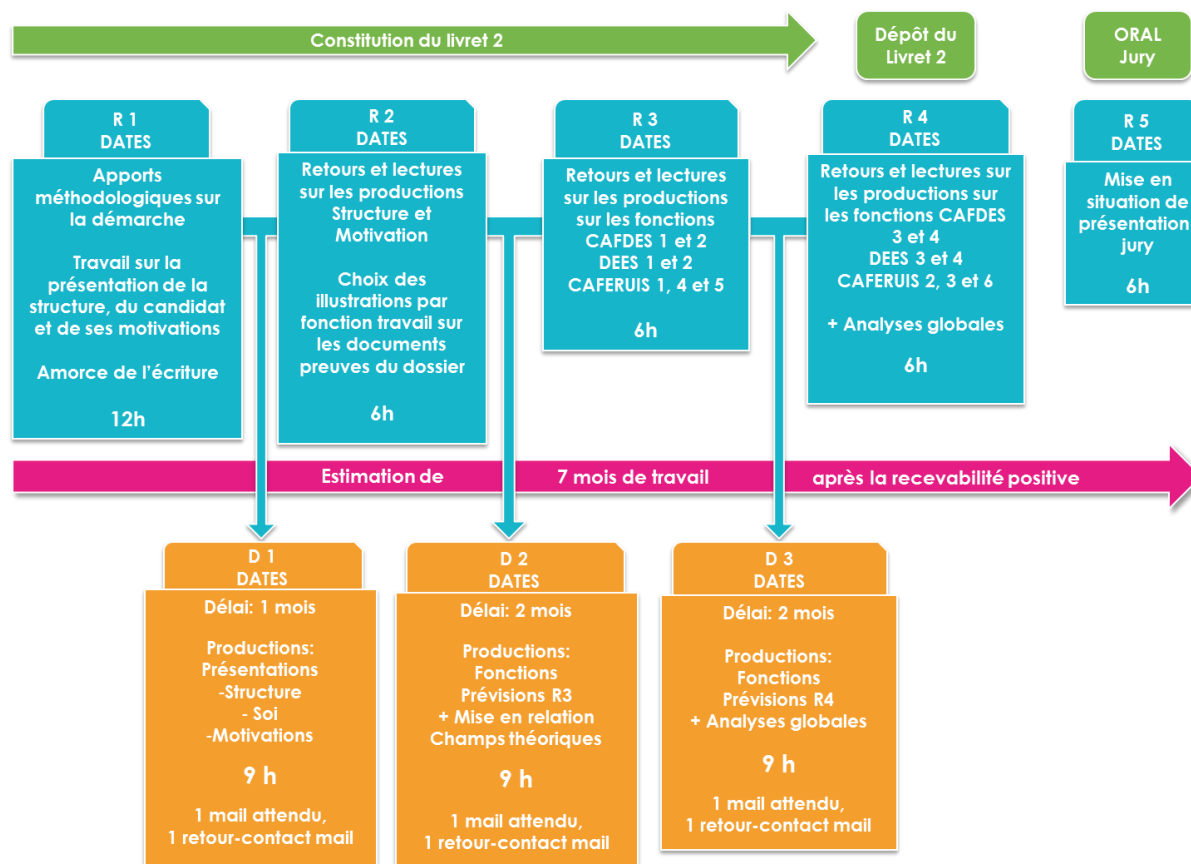 Constitution du livret 2
Dépôt du
Livret 2
ORAL
Jury
R 1
DATES
Apports
méthodologiques sur
la démarche
Travail sur la
présentation de la
structure, du candidat
et de ses motivations
Amorce de l'écriture
12h
R 2
DATES
Retours et lectures
sur les productions
Structure et
Motivation
Choix des
illustrations par
fonction travail sur
les documents
preuves du dossier
6h
R 3
DATES
Retours et lectures
sur les productions
sur les fonctions
CAFDES 1 et 2
DEES 1 et 2
CAFERUIS 1, 4 et 5
6h
R 4
DATES
Retours et lectures sur
les productions sur
les fonctions CAFDES
3 et 4
DEES 3 et 4
CAFERUIS 2, 3 et 6
+ Analyses globales
6h
R 5
DATES
Mise en
situation de
présentation
jury
6h
Estimation de 7 mois de travail après la recevabilité positive
D 1
DATES
Délai: 1 mois
Productions:
Présentations
-Structure
- Soi
-Motivations
9 h
1 mail attendu,
1 retour-contact mail
D 2
DATES
Délai: 2 mois
Productions:
Fonctions
Prévisions R3
+ Mise en relation
Champs théoriques
9 h
1 mail attendu,
1 retour-contact mail
D 3
DATES
Délai: 2 mois
Productions:
Fonctions
Prévisions R4
+ Analyses globales
9 h
1 mail attendu,
1 retour-contact mail